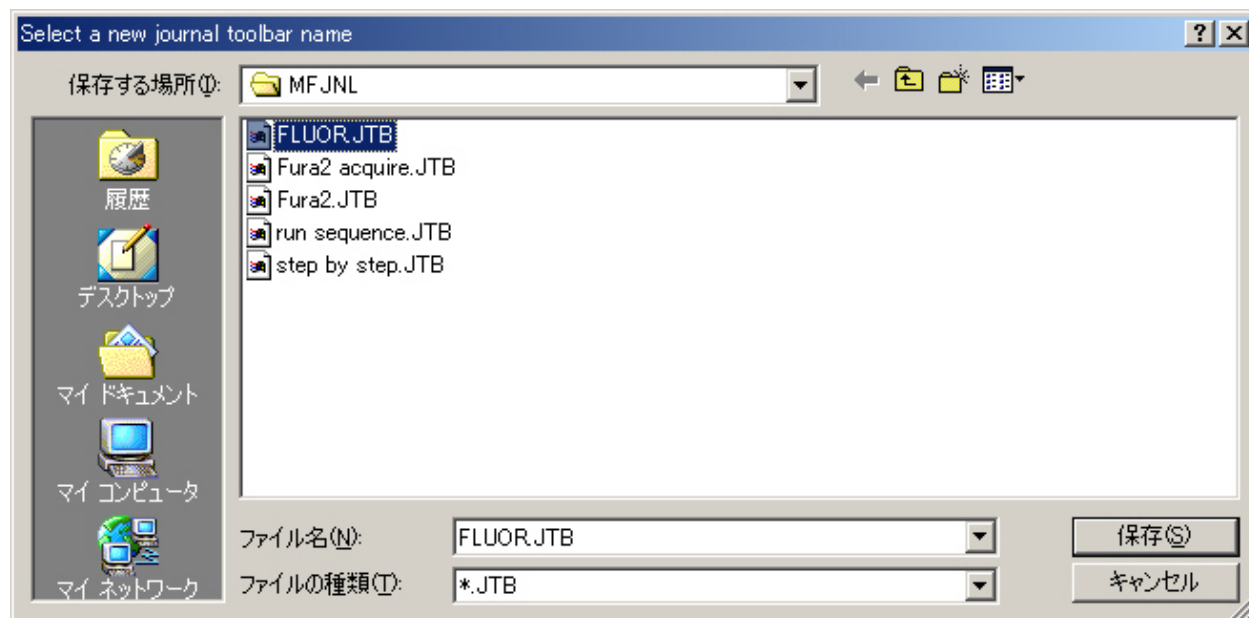 Select a new journal toolbar name
保存する場所(I):
MFJNL
履歴
デスクトップ
マイ ドキュメント
マイ コンピュータ
マイ ネットワーク
FLUOR.JTB
Fura2 acquire.JTB
Fura2.JTB
run sequence.JTB
step by step.JTB
ファイル名(N):
FLUOR.JTB
保存(S)
ファイルの種類(T):
*.JTB
キャンセル